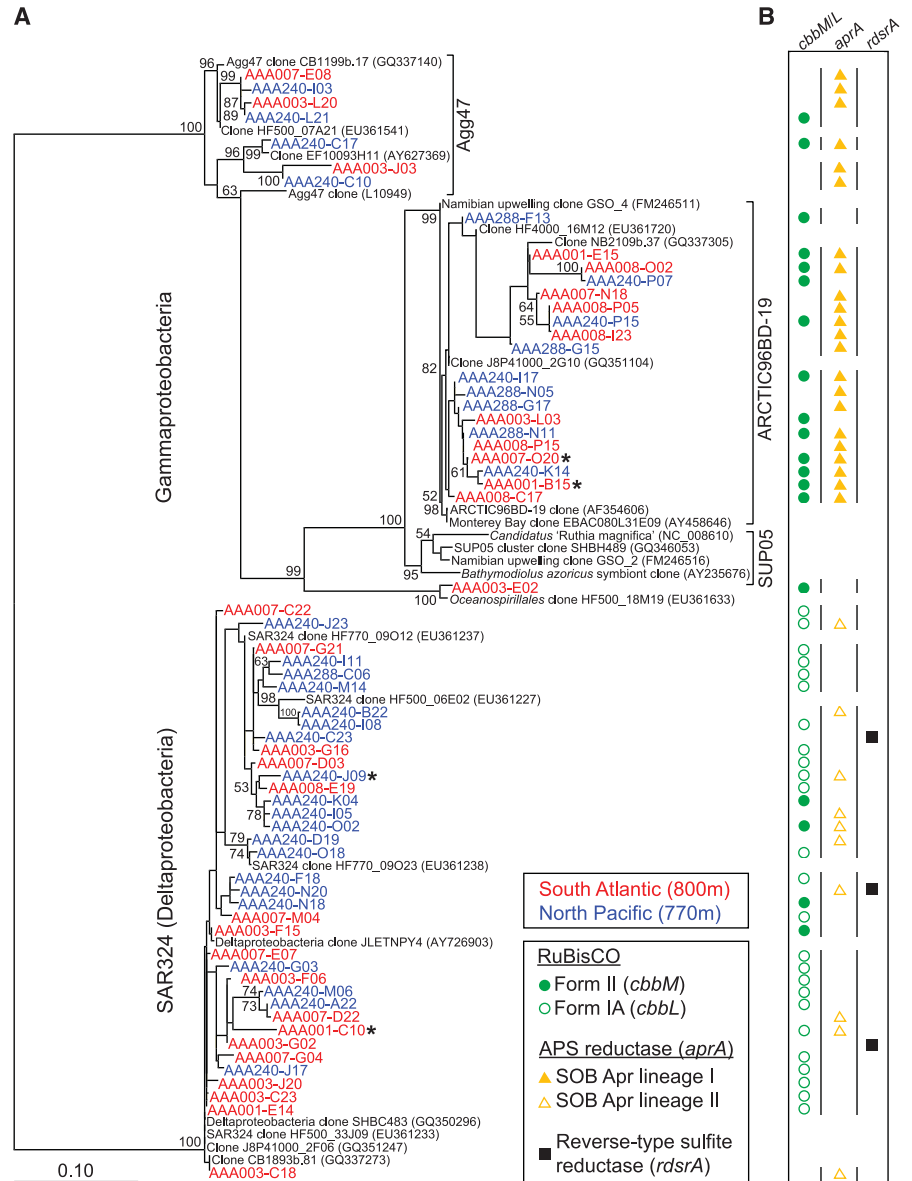 A
B
cbbM/L
aprA
rdsrA
96
Agg47 clone CB1199b.17 (GQ337140)
99
AAA007-E08
AAA240-I03
87
AAA003-L20
89
AAA240-L21
100
Clone HF500_07A21 (EU361541)
AAA240-C17
96
99
Clone EF10093H11 (AY627369)
AAA003-J03
100
AAA240-C10
63
Agg47 clone (L10949)
Agg47
Namibian upwelling clone GSO_4 (FM246511)
99
AAA288-F13
Clone HF4000_16M12 (EU361720)
Clone NB2109b.37 (GQ337305)
AAA001-E15
100
AAA008-O02
AAA240-P07
AAA007-N18
64
AAA008-P05
55
AAA240-P15
AAA008-I23
AAA288-G15
Clone J8P41000_2G10 (GQ351104)
82
AAA240-I17
AAA288-N05
AAA288-G17
AAA003-L03
AAA288-N11
AAA008-P15
AAA007-O20*
61
AAA240-K14
AAA001-B15*
52
AAA008-C17
98
ARCTIC96BD-19 clone (AF354606)
Monterey Bay clone EBAC080L31E09 (AY458646)
ARCTIC96BD-19
Gammaproteobacteria
100
54
Candidatus 'Ruthia magnifica' (NC_008610)
SUP05 cluster clone SHBH489 (GQ346053)
Namibian upwelling clone GSO_2 (FM246516)
95
Bathymodiolus azoricus symbiont clone (AY235676)
SUP05
99
AAA003-E02
100
Oceanospirillales clone HF500_18M19 (EU361633)
AAA007-C22
AAA240-J23
SAR324 clone HF770_09O12 (EU361237)
AAA007-G21
63
AAA240-I11
AAA288-C06
AAA240-M14
98
SAR324 clone HF500_06E02 (EU361227)
100
AAA240-B22
AAA240-I08
AAA240-C23
AAA003-G16
AAA007-D03
AAA240-J09*
53
AAA008-E19
AAA240-K04
78
AAA240-I05
AAA240-O02
79
AAA240-D19
74
AAA240-O18
SAR324 clone HF770_09O23 (EU361238)
AAA240-F18
AAA240-N20
AAA240-N18
AAA007-M04
AAA003-F15
Deltaproteobacteria clone JLETNPY4 (AY726903)
AAA007-E07
AAA240-G03
AAA003-F06
74
AAA240-M06
73
AAA240-A22
AAA007-D22
AAA001-C10*
AAA003-G02
AAA007-G04
AAA240-J17
AAA003-J20
AAA003-C23
AAA001-E14
Deltaproteobacteria clone SHBC483 (GQ350296)
100
SAR324 clone HF500_33J09 (EU361233)
Clone J8P41000_2F06 (GQ351247)
Clone CB1893b.81 (GQ337273)
AAA003-C18
SAR324 (Deltaproteobacteria)
0.10
South Atlantic (800m)
North Pacific (770m)
RuBisCO
Form II (cbbM)
Form IA (cbbL)
APS reductase (aprA)
SOB Apr lineage I
SOB Apr lineage II
Reverse-type sulfite
reductase (rdsrA)